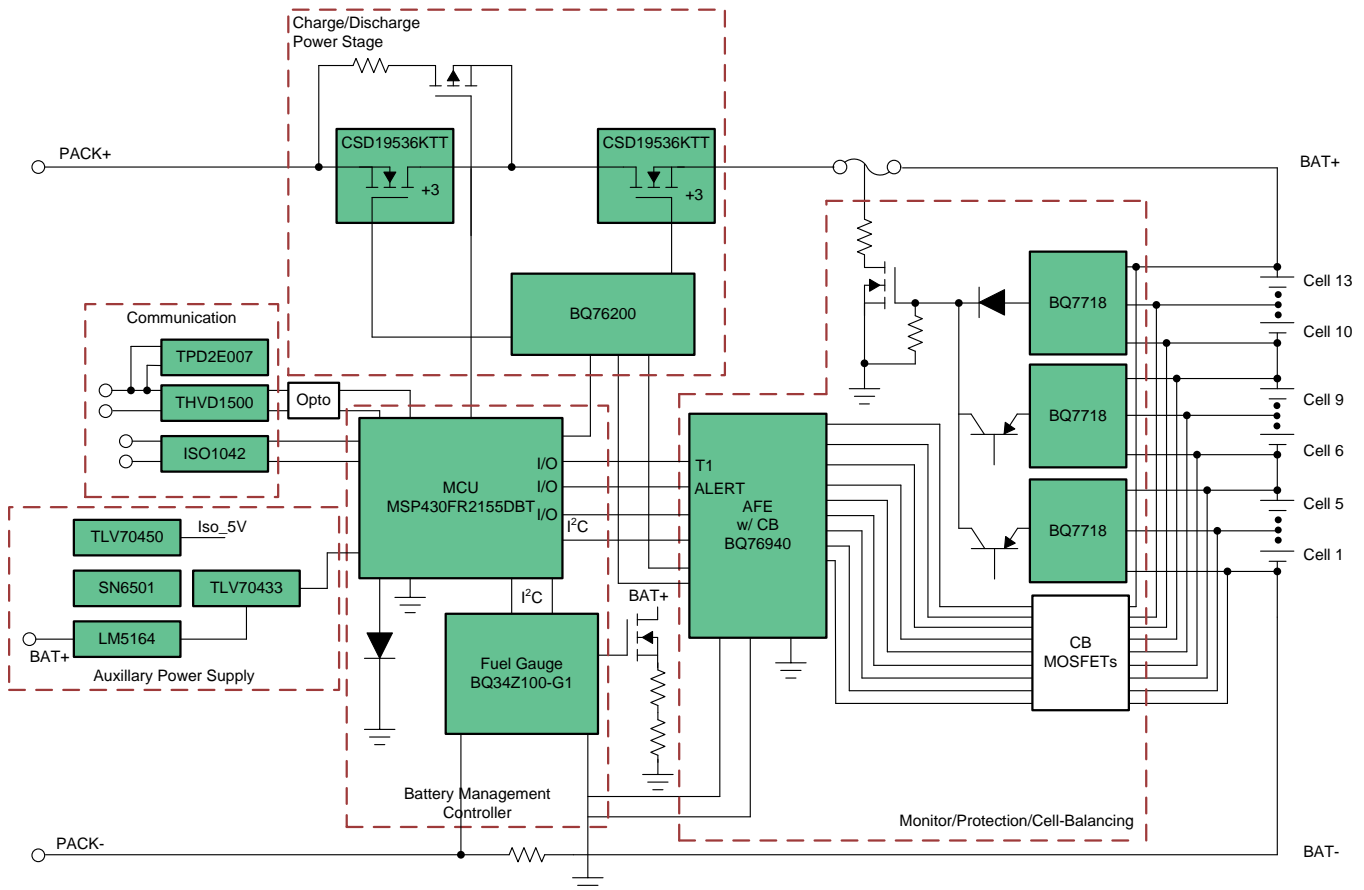 Charge/Discharge
Power Stage
CSD19536KTT
+3
CSD19536KTT
+3
PACK+
BAT+
BQ76200
BQ7718
Cell 13
Cell 10
Communication
TPD2E007
THVD1500
Opto
ISO1042
BQ7718
Cell 9
Cell 6
MCU
MSP430FR2155DBT
I/O
I/O
I/O
I²C
I²C
T1
ALERT
AFE
w/ CB
BQ76940
BQ7718
Cell 5
Cell 1
TLV70450
Iso_5V
SN6501
TLV70433
LM5164
BAT+
Auxillary Power Supply
Fuel Gauge
BQ34Z100-G1
BAT+
CB
MOSFETs
Battery Management
Controller
Monitor/Protection/Cell-Balancing
PACK-
BAT-